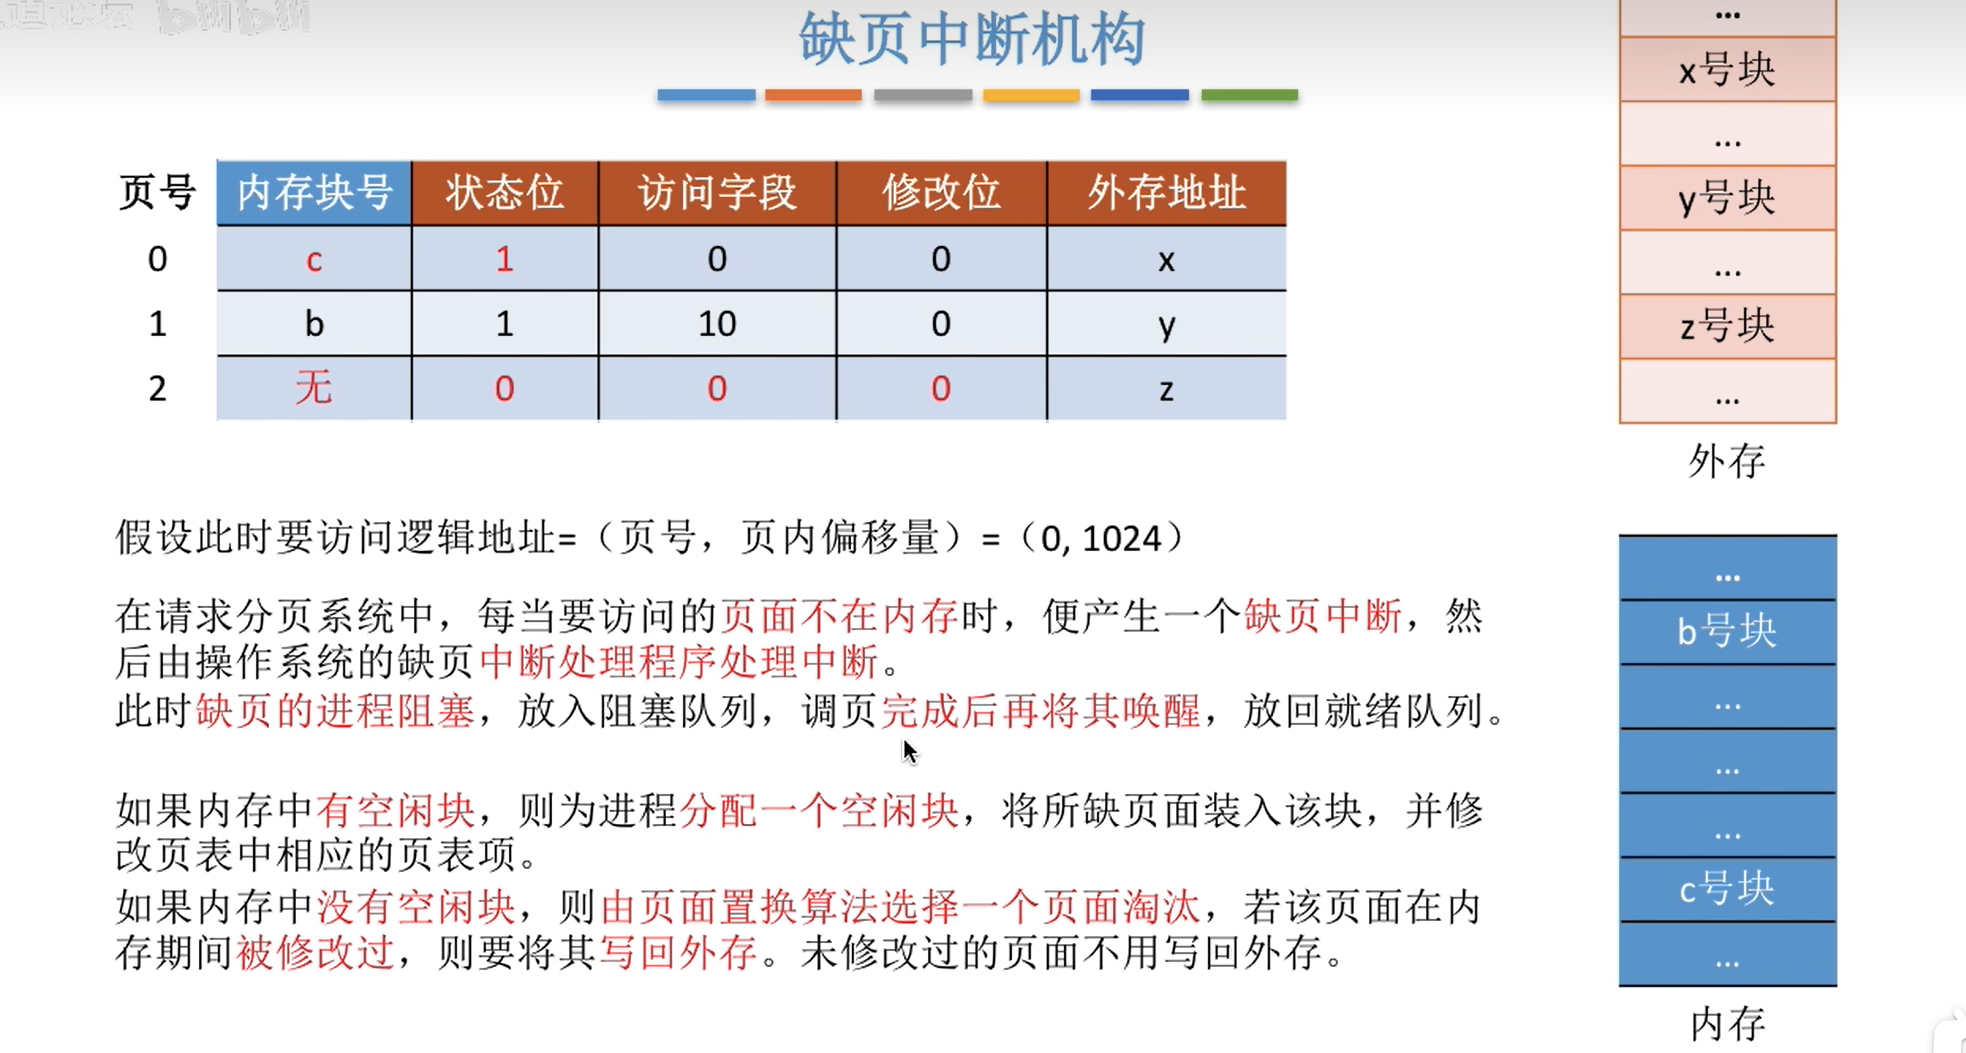 缺页中断机构
页号 内存块号 状态位 访问字段 修改位 外存地址
0 c 1 0 0 x
1 b 1 10 0 y
2 无 0 0 0 z
假设此时要访问逻辑地址=（页号，页内偏移量）=（0, 1024）
在请求分页系统中，每当要访问的页面不在内存时，便产生一个缺页中断，然
后由操作系统的缺页中断处理程序处理中断。
此时缺页的进程阻塞，放入阻塞队列，调页完成后再将其唤醒，放回就绪队列。
如果内存中有空闲块，则为进程分配一个空闲块，将所缺页面装入该块，并修
改页表中相应的页表项。
如果内存中没有空闲块，则由页面置换算法选择一个页面淘汰，若该页面在内
存期间被修改过，则要将其写回外存。未修改过的页面不用写回外存。
...
x号块
...
y号块
...
z号块
...
外存
...
b号块
...
...
...
c号块
...
内存
bilibili